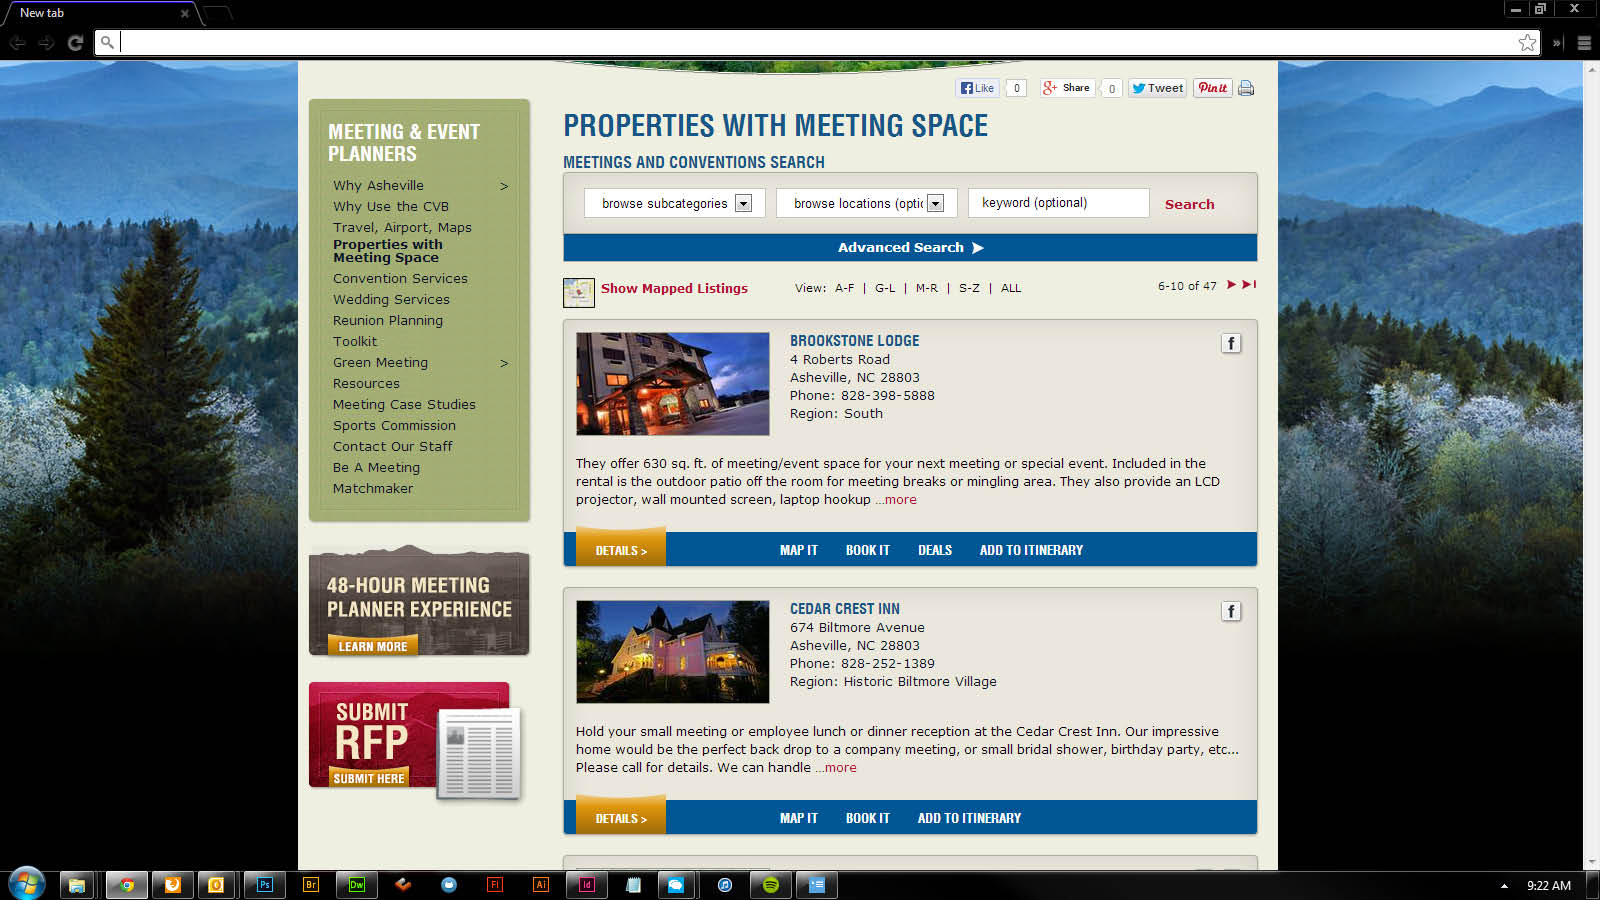 New tab
Like
0
Share
0
Tweet
Pin it
MEETING & EVENT
PLANNERS
Why Asheville >
Why Use the CVB
Travel, Airport, Maps
Properties with
Meeting Space
Convention Services
Wedding Services
Reunion Planning
Toolkit
Green Meeting >
Resources
Meeting Case Studies
Sports Commission
Contact Our Staff
Be A Meeting
Matchmaker
48-HOUR MEETING
PLANNER EXPERIENCE
LEARN MORE
SUBMIT
RFP
SUBMIT HERE
PROPERTIES WITH MEETING SPACE
MEETINGS AND CONVENTIONS SEARCH
browse subcategories
browse locations (optic
keyword (optional)
Search
Advanced Search
Show Mapped Listings
View: A-F | G-L | M-R | S-Z | ALL
6-10 of 47
BROOKSTONE LODGE
4 Roberts Road
Asheville, NC 28803
Phone: 828-398-5888
Region: South
f
They offer 630 sq. ft. of meeting/event space for your next meeting or special event. Included in the
rental is the outdoor patio off the room for meeting breaks or mingling area. They also provide an LCD
projector, wall mounted screen, laptop hookup ...more
DETAILS > MAP IT BOOK IT DEALS ADD TO ITINERARY
CEDAR CREST INN
674 Biltmore Avenue
Asheville, NC 28803
Phone: 828-252-1389
Region: Historic Biltmore Village
f
Hold your small meeting or employee lunch or dinner reception at the Cedar Crest Inn. Our impressive
home would be the perfect back drop to a company meeting, or small bridal shower, birthday party, etc...
Please call for details. We can handle ...more
DETAILS > MAP IT BOOK IT ADD TO ITINERARY
Ps Br Dw Fl Ai Id
9:22 AM